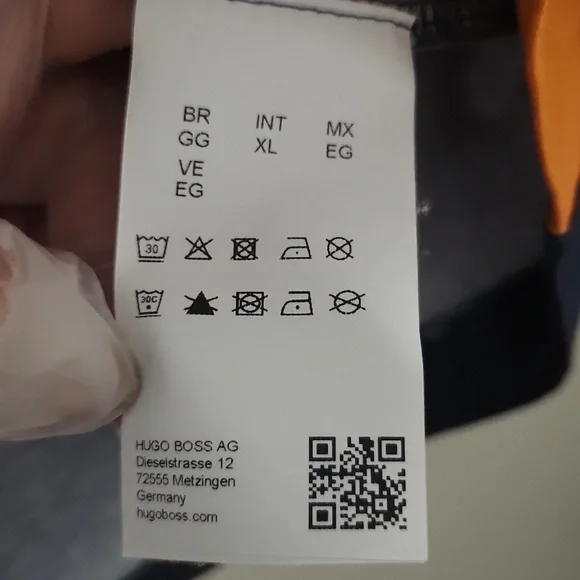 BR
GG
INT
XL
MX
EG
VE
EG
30
30C
HUGO BOSS AG
Dieselstrasse 12
72555 Metzingen
Germany
hugoboss.com